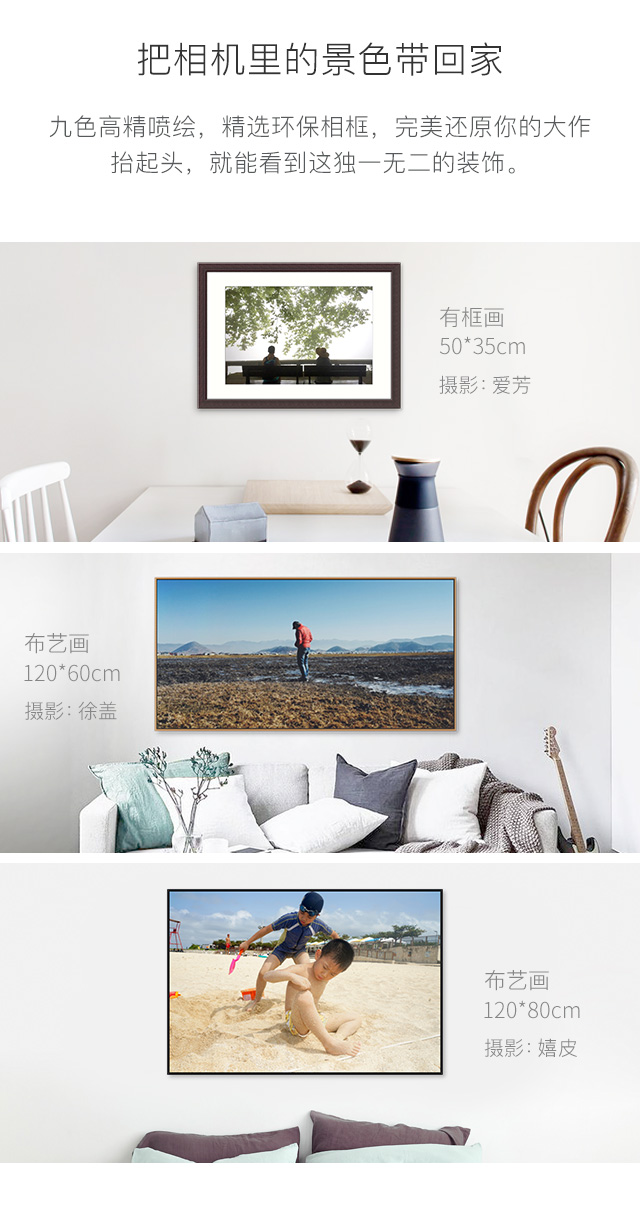 把相机里的景色带回家
九色高精喷绘，精选环保相框，完美还原你的大作
抬起头，就能看到这独一无二的装饰。
有框画
50*35cm
摄影：爱芳
布艺画
120*60cm
摄影：徐盖
布艺画
120*80cm
摄影：嬉皮